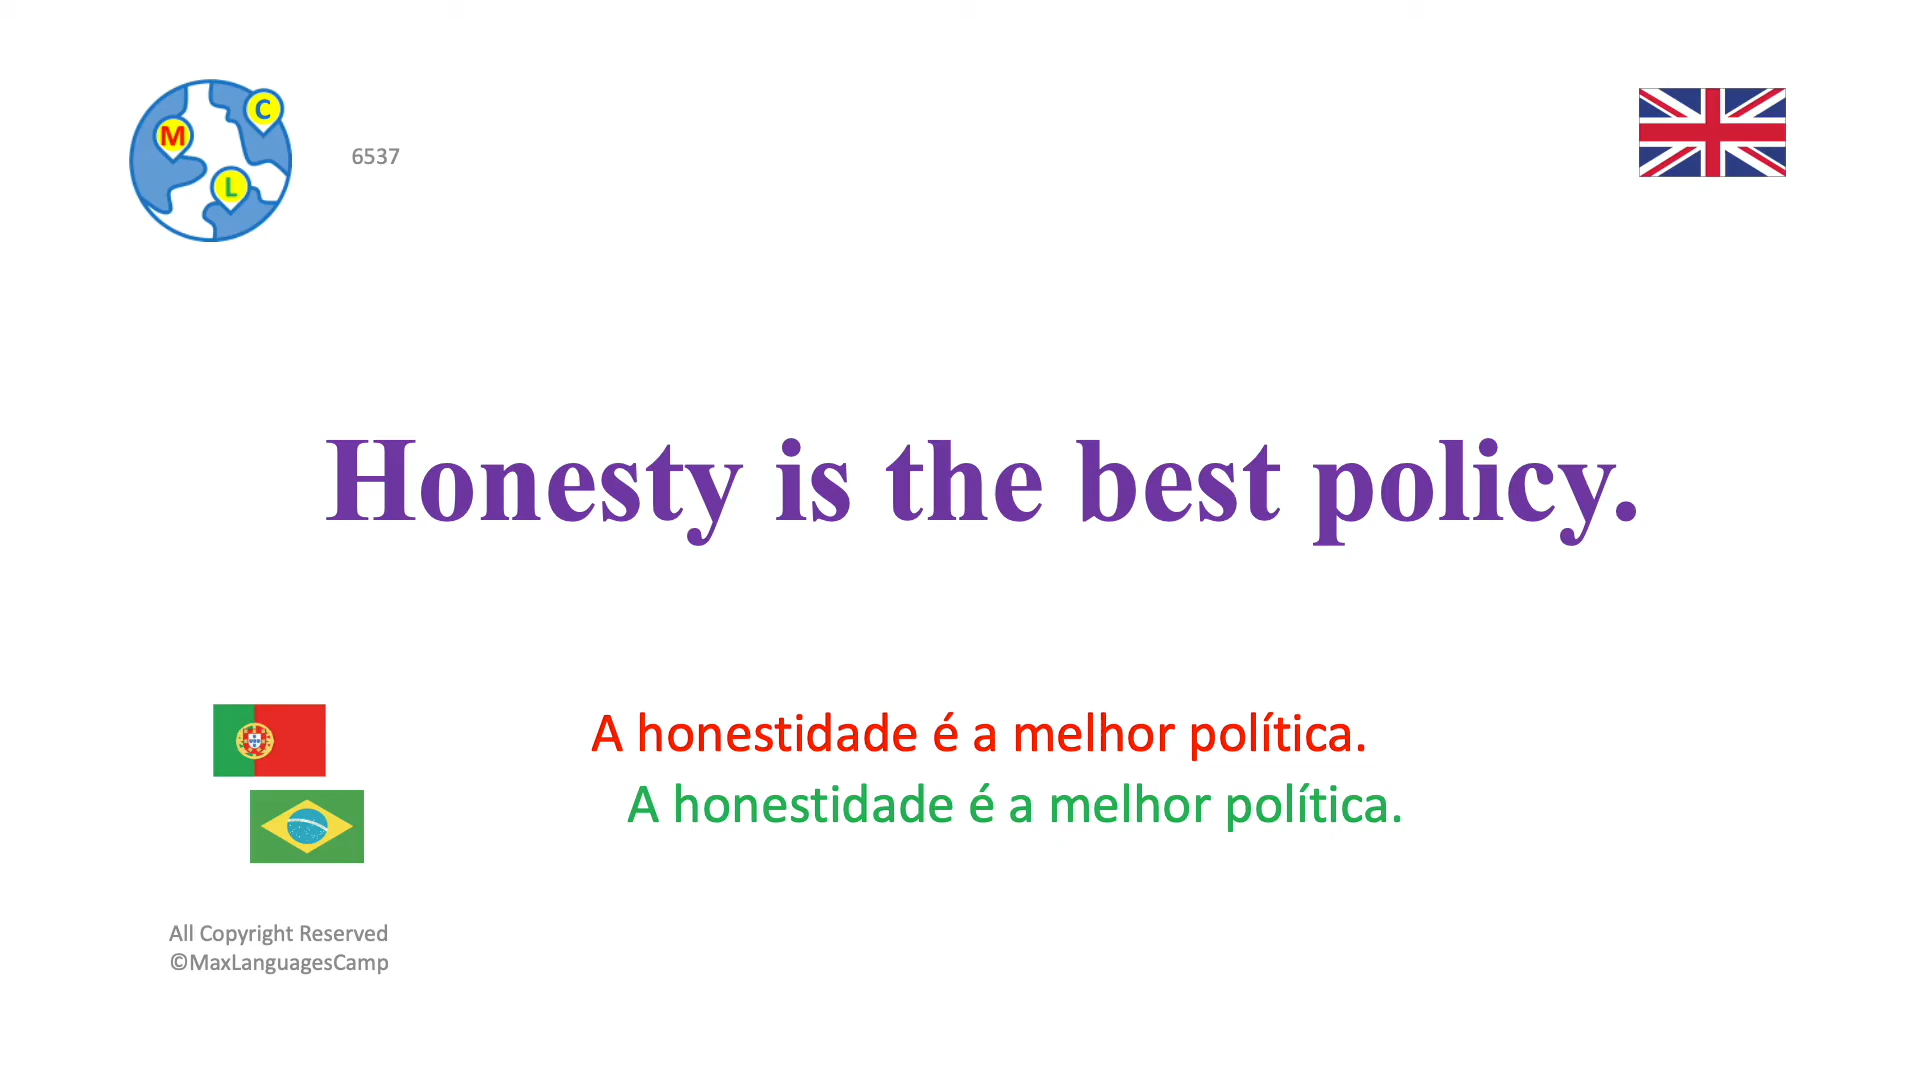 C
M
6537
L
Honesty is the best policy.
A honestidade é a melhor política.
A honestidade é a melhor política.
All Copyright Reserved
©MaxLanguagesCamp